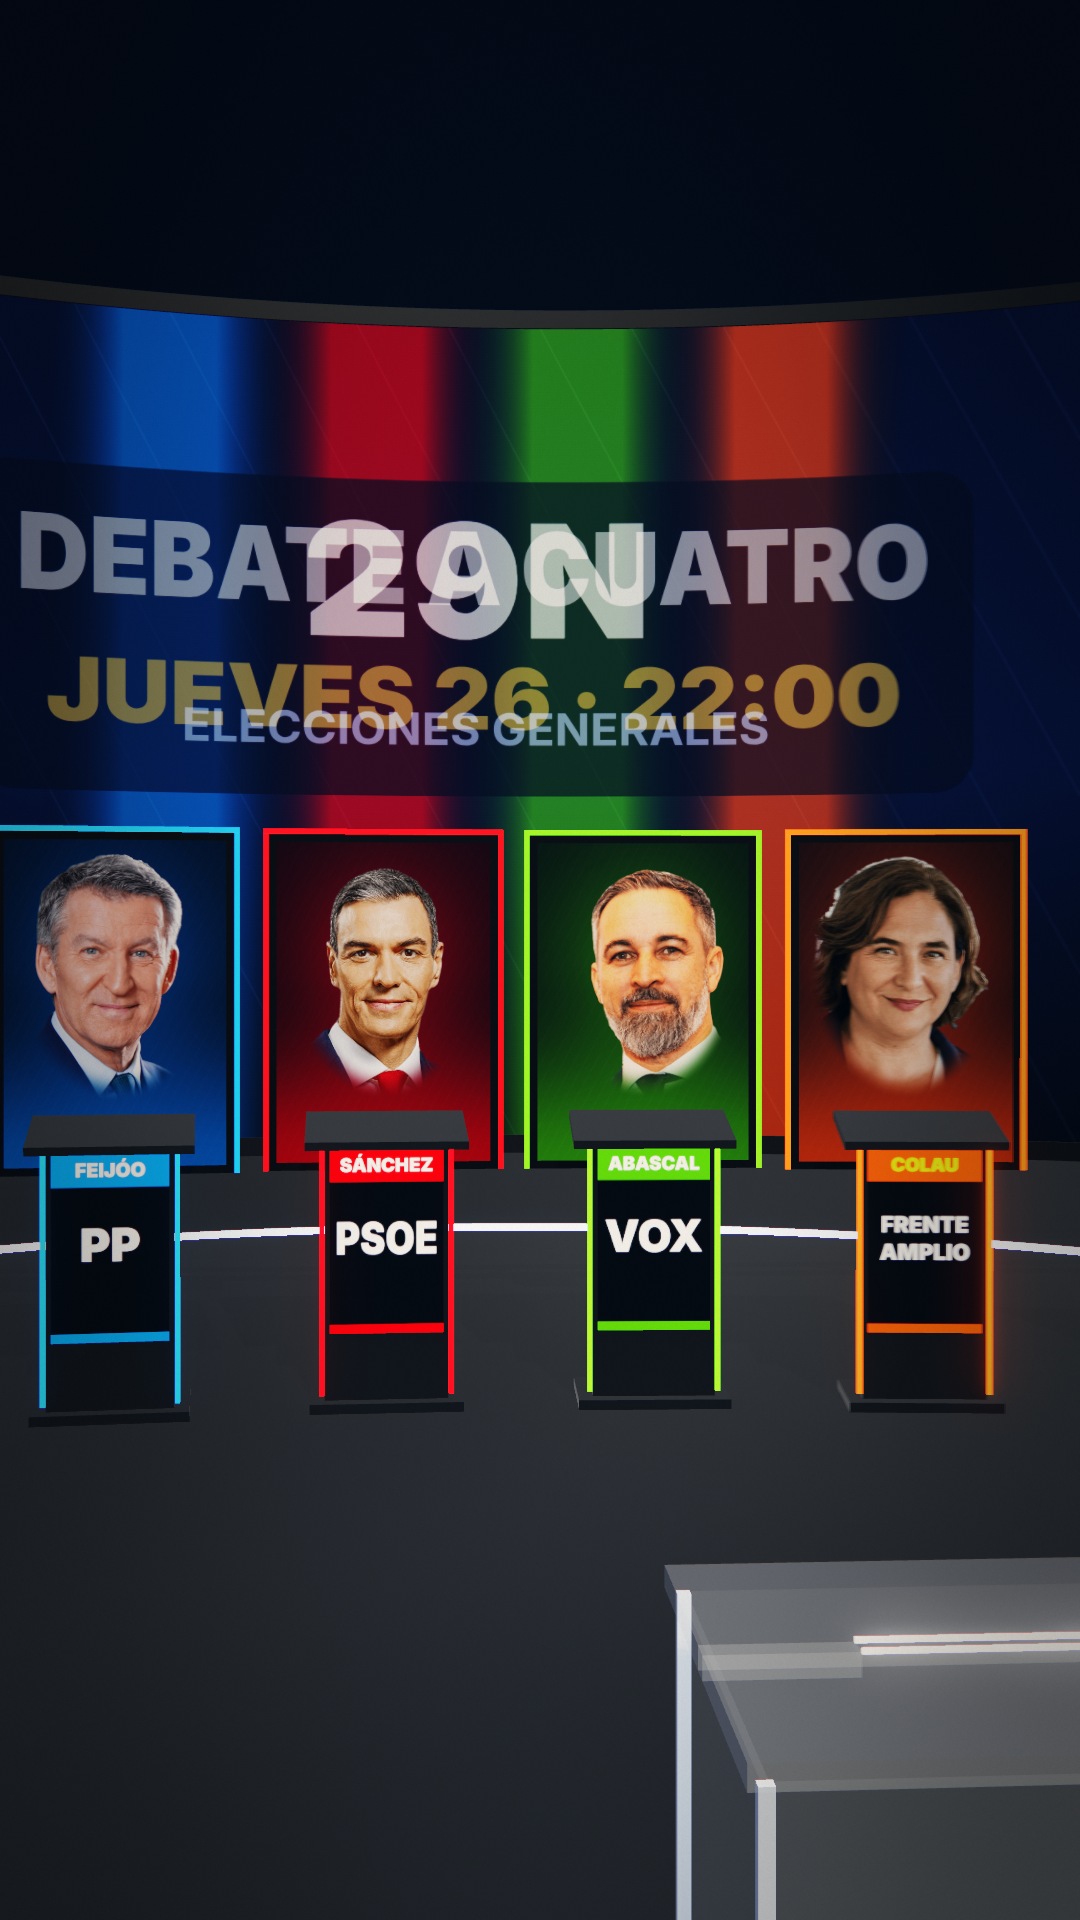 DEBATE A CUATRO
29N
JUEVES 26 · 22:00
ELECCIONES GENERALES
FEIJÓO
PP
SÁNCHEZ
PSOE
ABASCAL
VOX
COLAU
FRENTE
AMPLIO